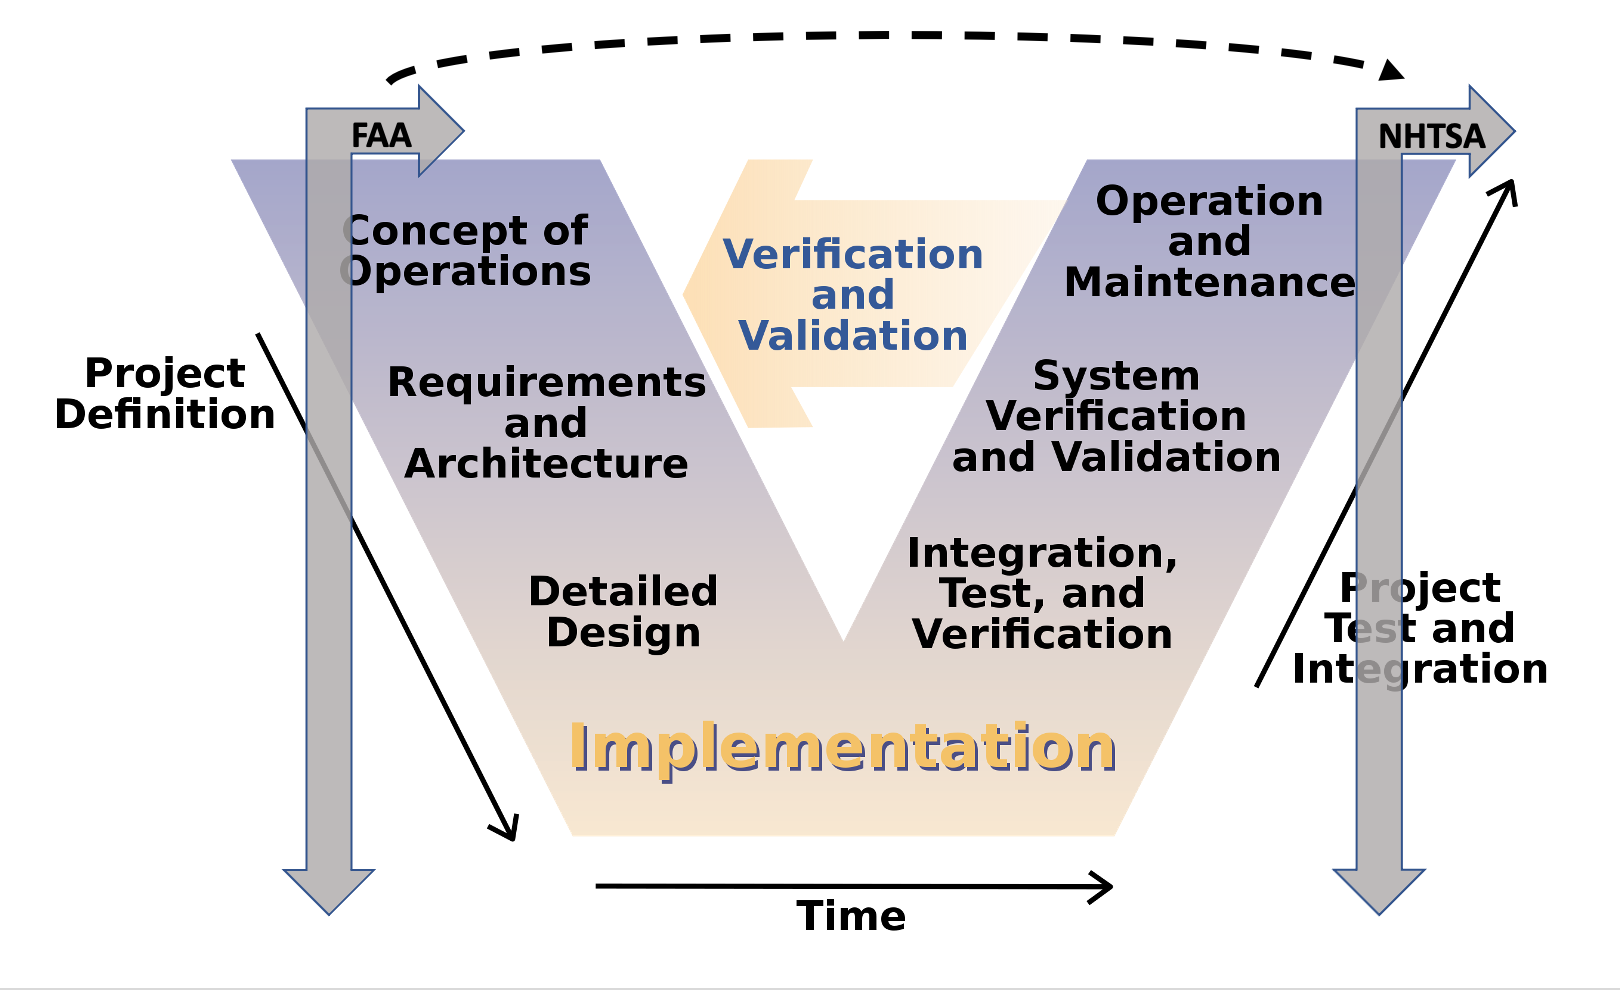 FAA
NHTSA
Concept of
Operations
Verification
and
Validation
Operation
and
Maintenance
Project
Definition
Requirements
and
Architecture
System
Verification
and Validation
Detailed
Design
Integration,
Test, and
Verification
Project
Test and
Integration
Implementation
Time